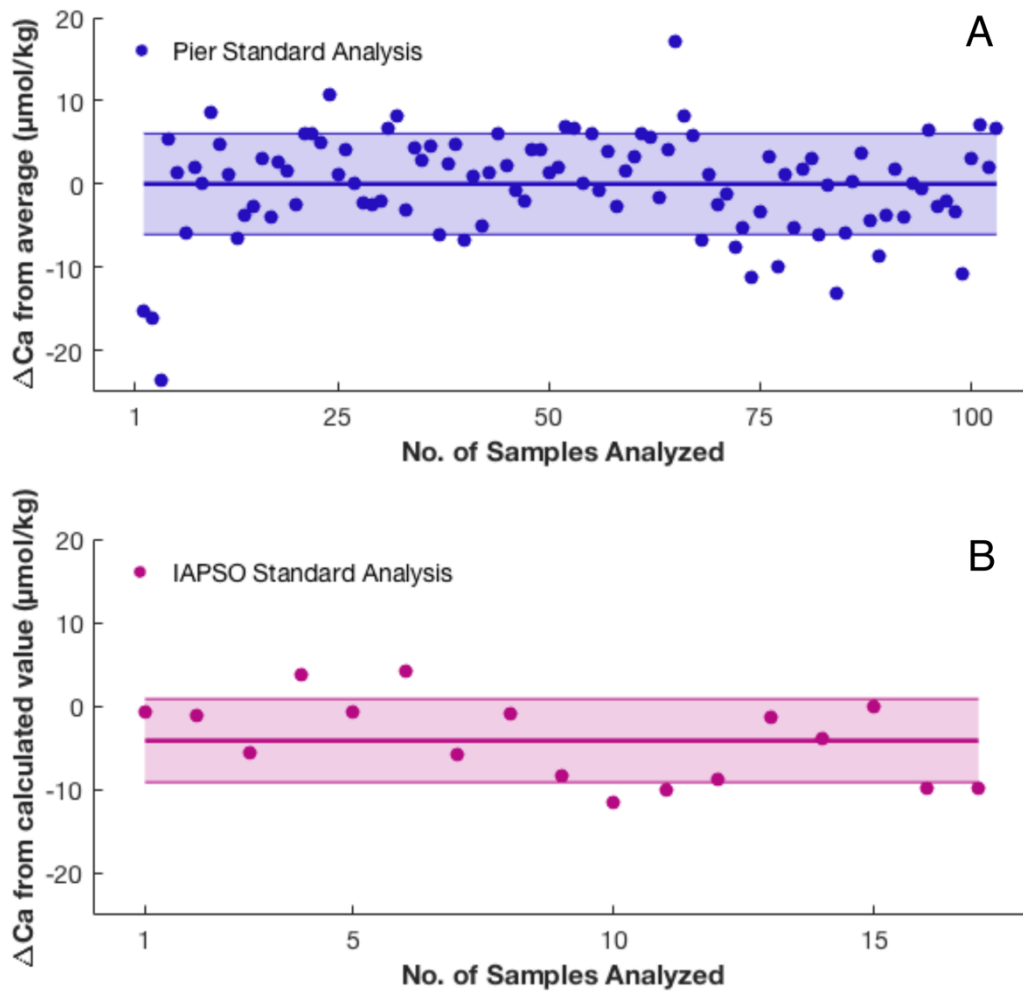 A
Pier Standard Analysis
ΔCa from average (μmol/kg)
20
10
0
-10
-20
1 25 50 75 100
No. of Samples Analyzed
B
IAPSO Standard Analysis
ΔCa from calculated value (μmol/kg)
20
10
0
-10
-20
1 5 10 15
No. of Samples Analyzed